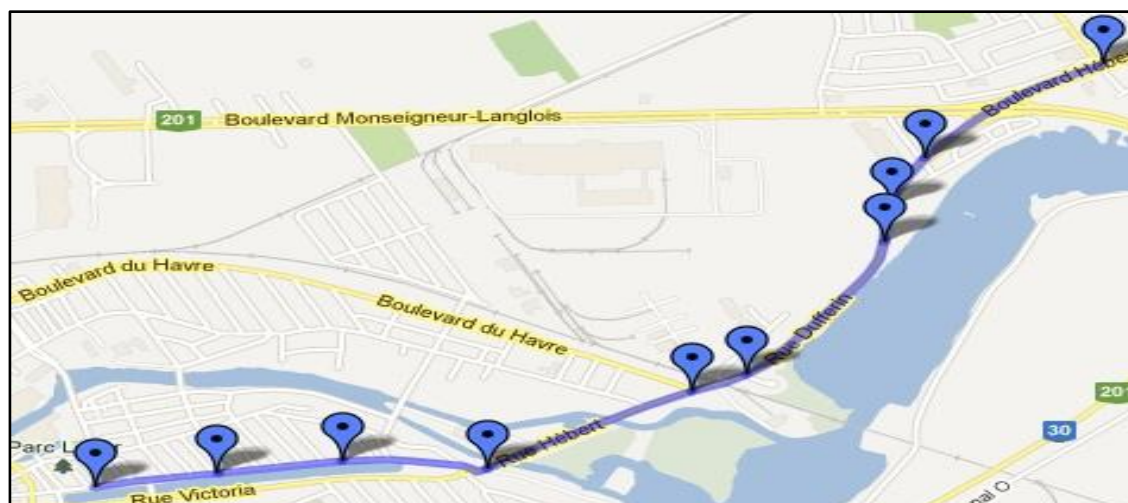 Boulevard Hébert
201
Boulevard Monseigneur-Langlois
Boulevard du Havre
Boulevard du Havre
Rue Dufferin
201
30
Rue Hébert
Parc
Rue Victoria